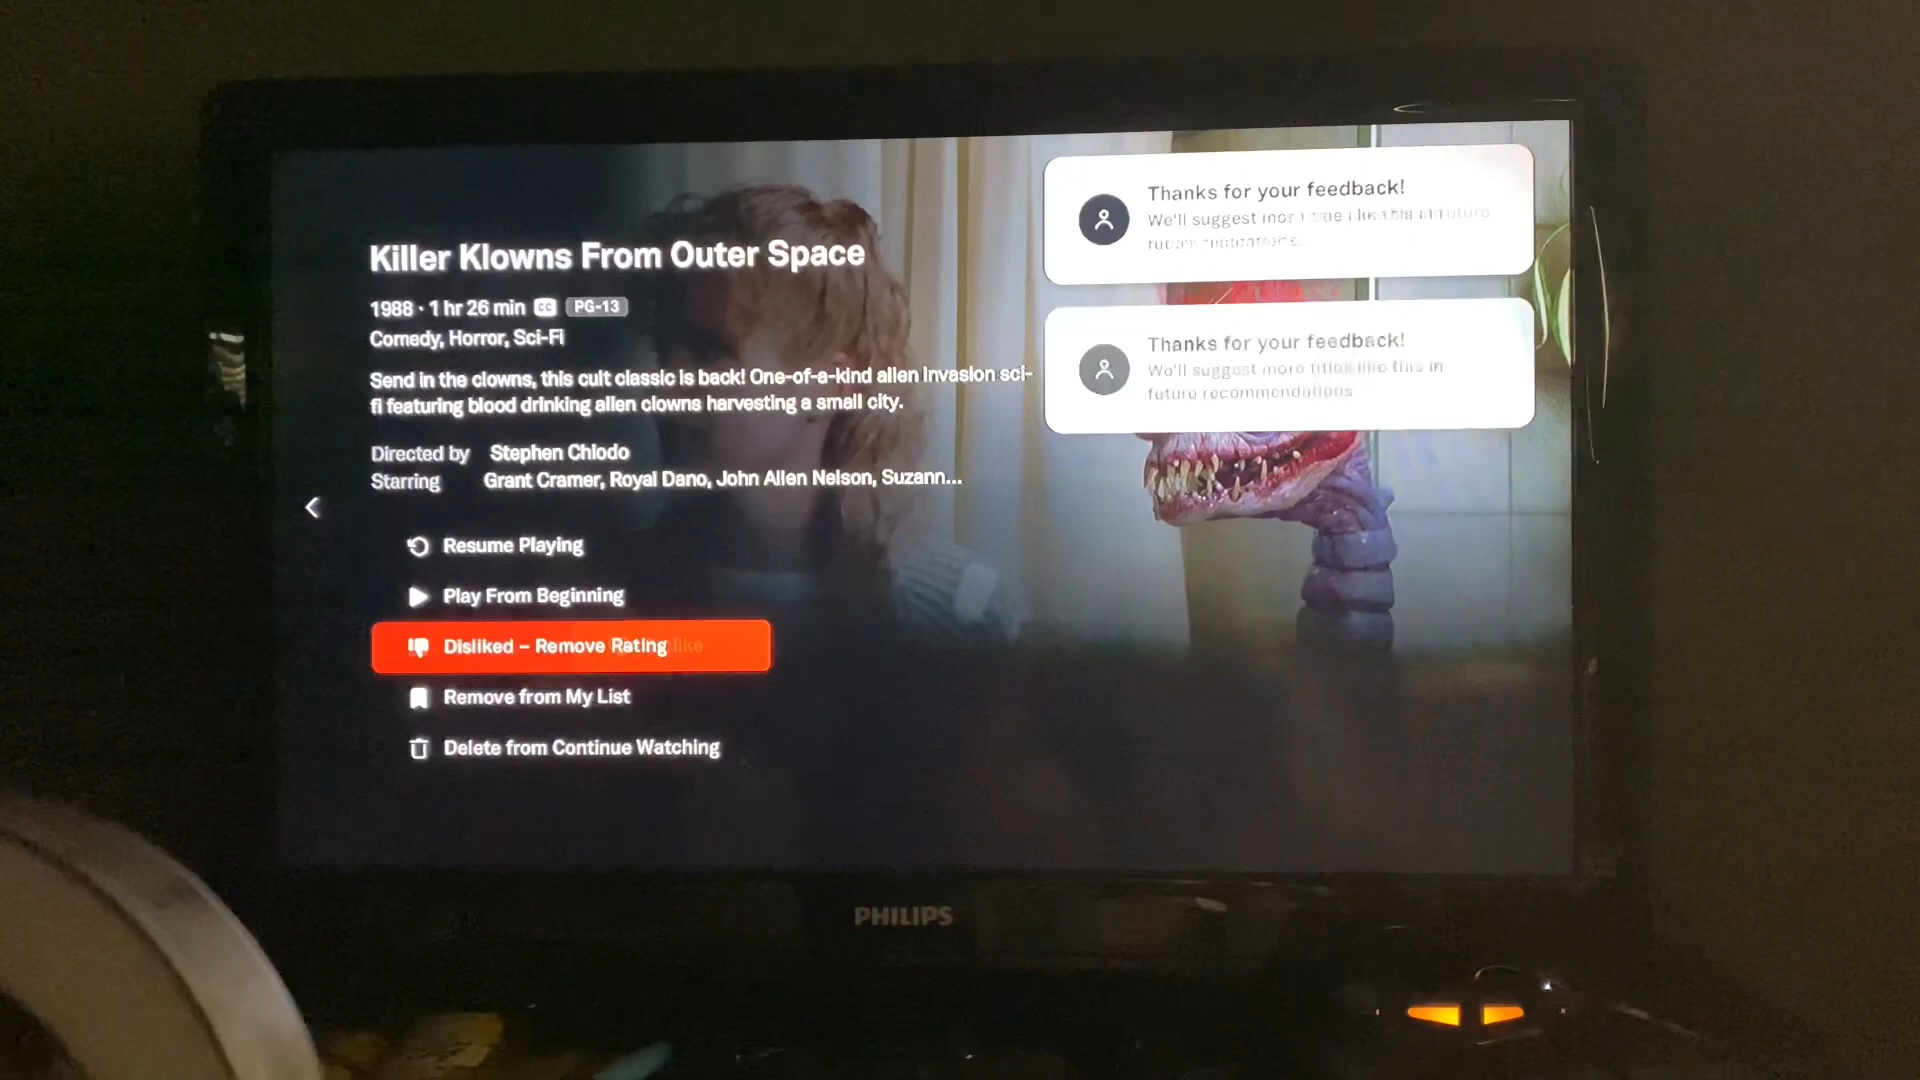 Killer Klowns From Outer Space
1988 · 1 hr 26 min CC PG-13
Comedy, Horror, Sci-Fi
Send in the clowns, this cult classic is back! One-of-a-kind alien invasion sci-
fi featuring blood drinking alien clowns harvesting a small city.
Directed by Stephen Chiodo
Starring Grant Cramer, Royal Dano, John Allen Nelson, Suzann...
Resume Playing
Play From Beginning
Disliked – Remove Rating
Remove from My List
Delete from Continue Watching
Thanks for your feedback!
We'll suggest
Thanks for your feedback!
We'll suggest more titles like this in
future recommendations
PHILIPS